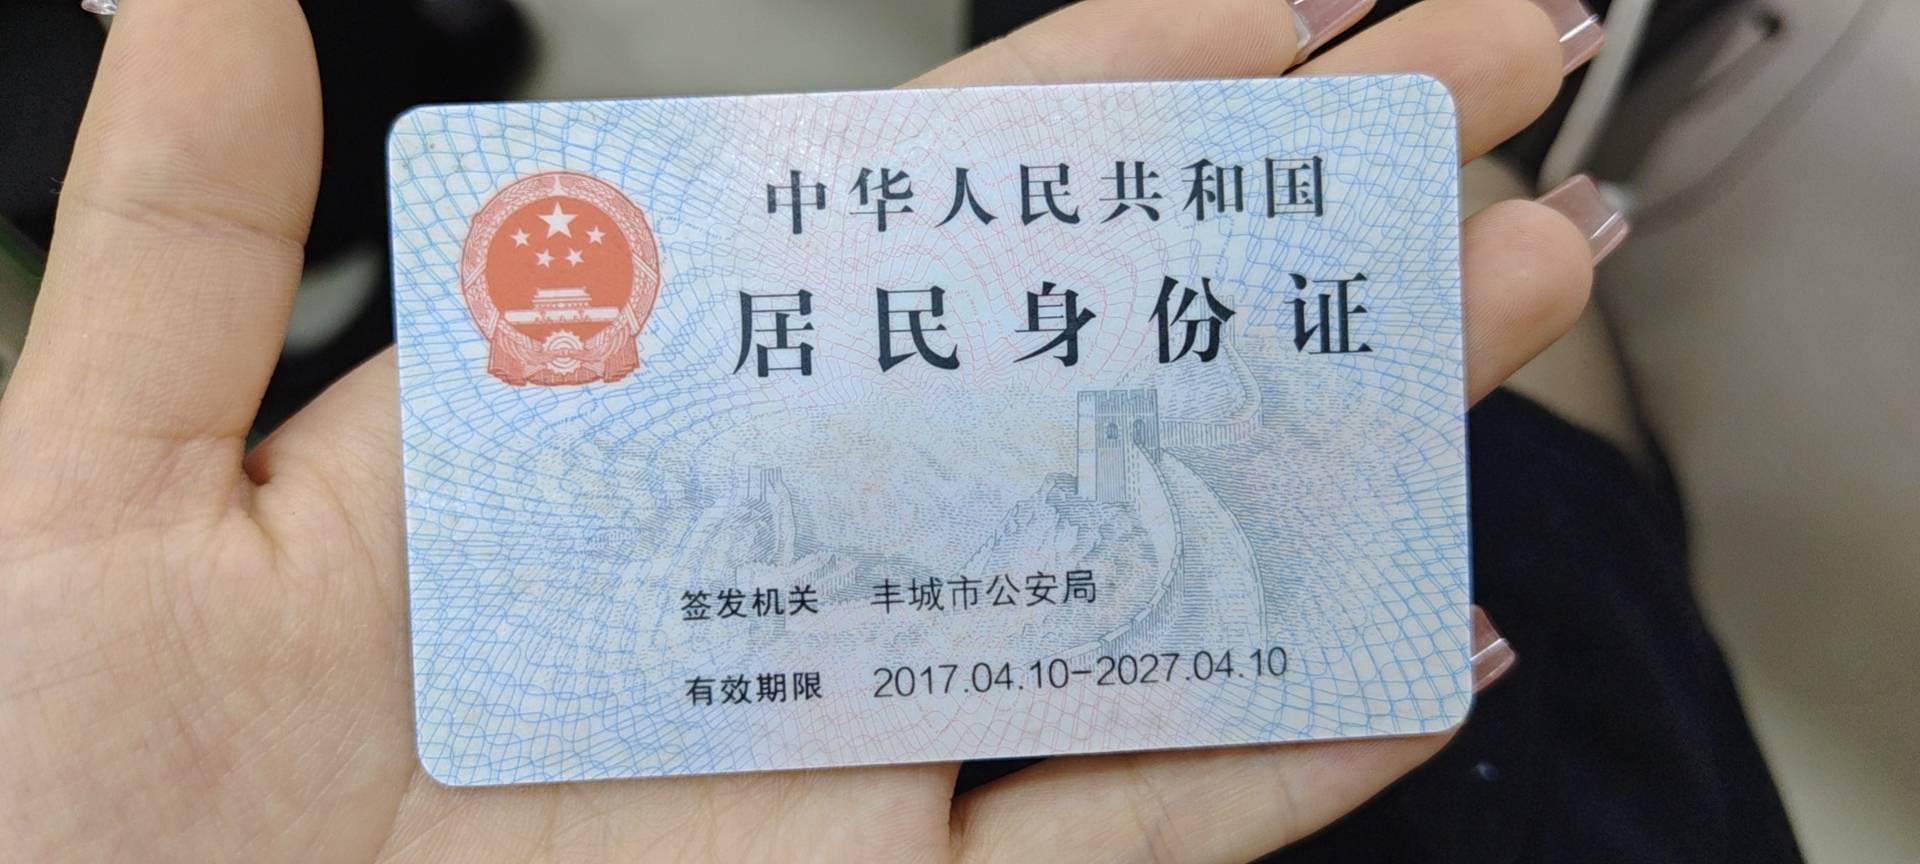 中华人民共和国
居民身份证
签发机关 丰城市公安局
有效期限 2017.04.10-2027.04.10